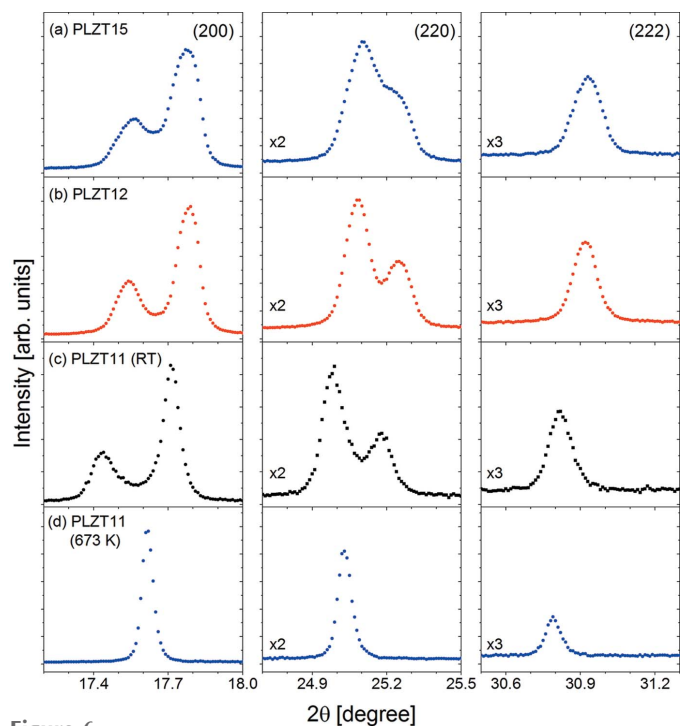 (a) PLZT15
(200)
(220)
(222)
x2
x3
(b) PLZT12
x2
x3
(c) PLZT11 (RT)
x2
x3
(d) PLZT11
(673 K)
x2
x3
Intensity [arb. units]
17.4 17.7 18.0 24.9 25.2 25.5 30.6 30.9 31.2
2θ [degree]